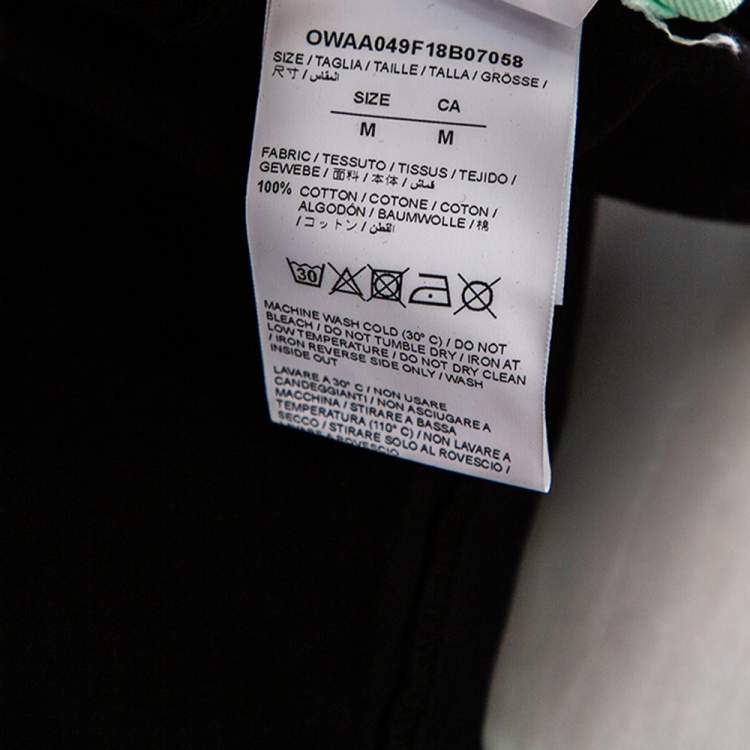 OWAA049F18B07058
SIZE / TAGLIA / TAILLE / TALLA / GRÖSSE /
尺寸 / المقاس /
SIZE CA
M M
FABRIC / TESSUTO / TISSUS / TEJIDO /
GEWEBE / 面料 / 本体 / قماش /
100% COTTON / COTONE / COTON /
ALGODÓN / BAUMWOLLE / 棉
/ コットン / القطن /
30
MACHINE WASH COLD (30° C) / DO NOT
BLEACH / DO NOT TUMBLE DRY / IRON AT
LOW TEMPERATURE / DO NOT DRY CLEAN
/ IRON REVERSE SIDE ONLY / WASH
INSIDE OUT
LAVARE A 30° C / NON USARE
CANDEGGIANTI / NON ASCIUGARE A
MACCHINA / STIRARE A BASSA
TEMPERATURA (110° C) / NON LAVARE A
SECCO / STIRARE SOLO AL ROVESCIO /
LAVARE A ROVESCIO